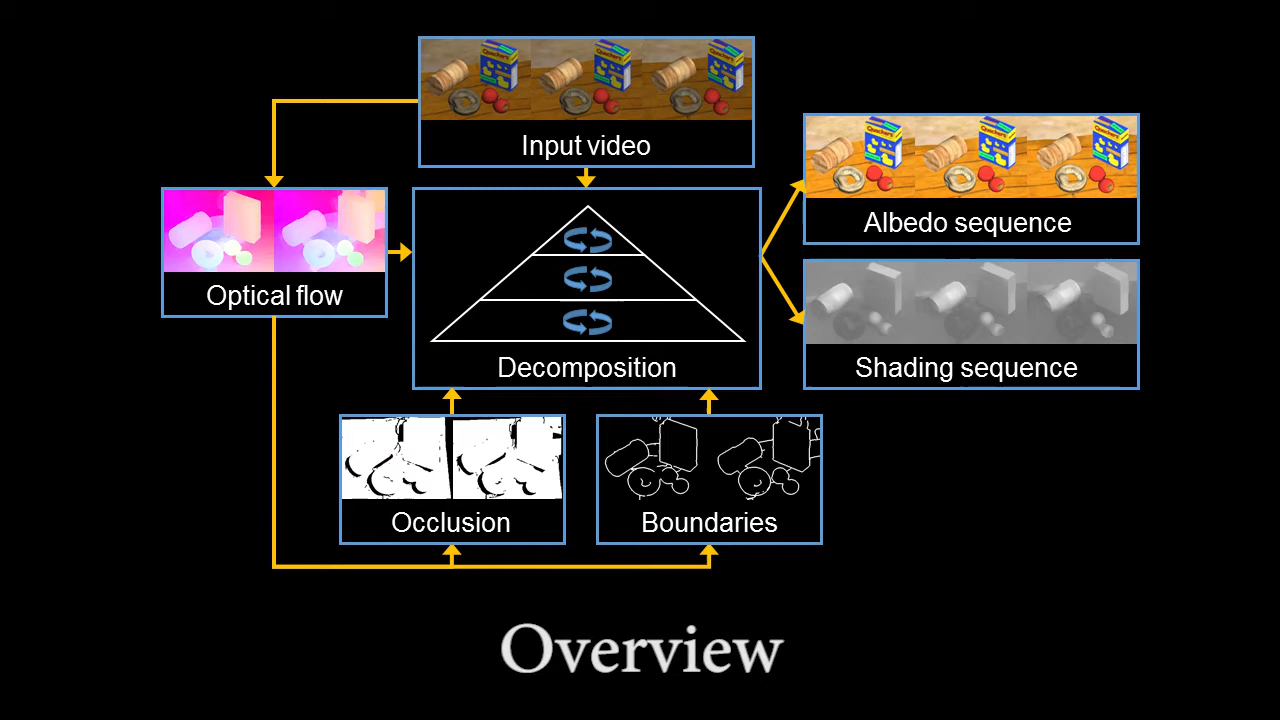 Input video
Albedo sequence
Optical flow
Decomposition
Shading sequence
Occlusion
Boundaries
Overview